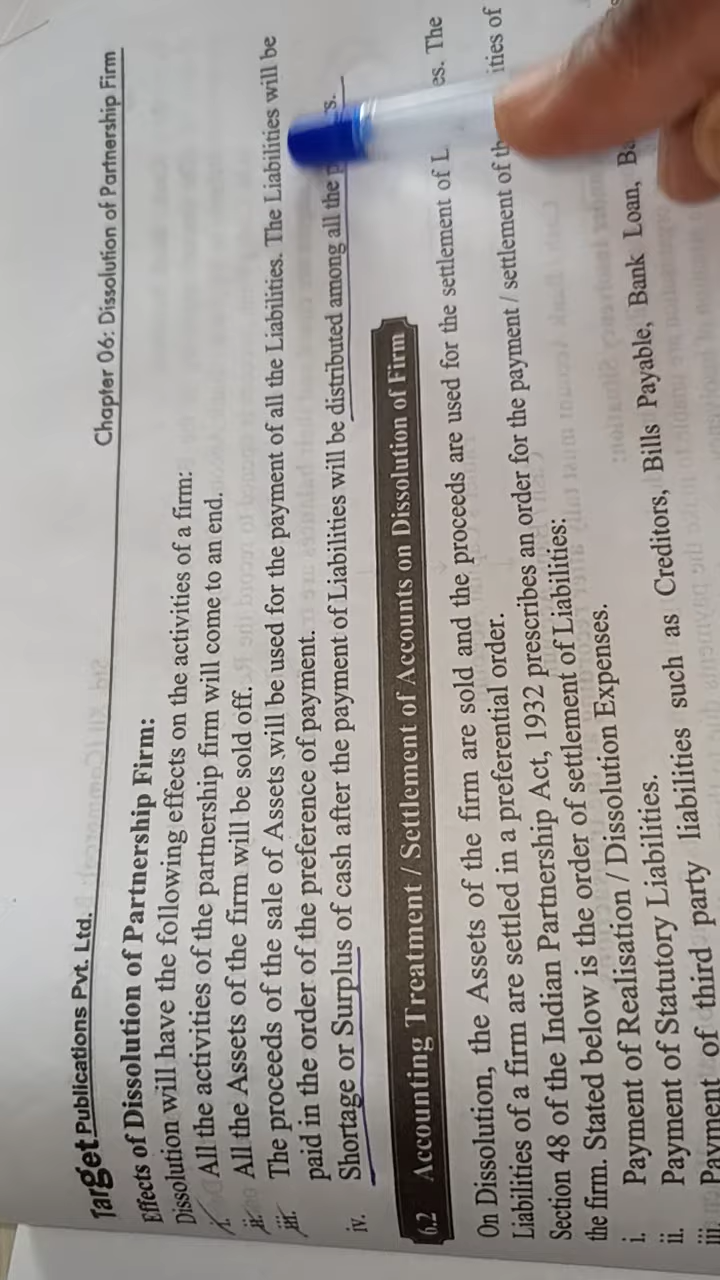 Target Publications Pvt. Ltd.
Chapter 06: Dissolution of Partnership Firm
Effects of Dissolution of Partnership Firm:
Dissolution will have the following effects on the activities of a firm:
i. All the activities of the partnership firm will come to an end.
ii. All the Assets of the firm will be sold off.
iii. The proceeds of the sale of Assets will be used for the payment of all the Liabilities. The Liabilities will be
paid in the order of the preference of payment.
iv. Shortage or Surplus of cash after the payment of Liabilities will be distributed among all the
6.2 Accounting Treatment / Settlement of Accounts on Dissolution of Firm
On Dissolution, the Assets of the firm are sold and the proceeds are used for the settlement of The
Liabilities of a firm are settled in a preferential order.
Section 48 of the Indian Partnership Act, 1932 prescribes an order for the payment / settlement of of
the firm. Stated below is the order of settlement of Liabilities:
i. Payment of Realisation / Dissolution Expenses.
ii. Payment of Statutory Liabilities.
iii. Payment of third party liabilities such as Creditors, Bills Payable, Bank Loan,